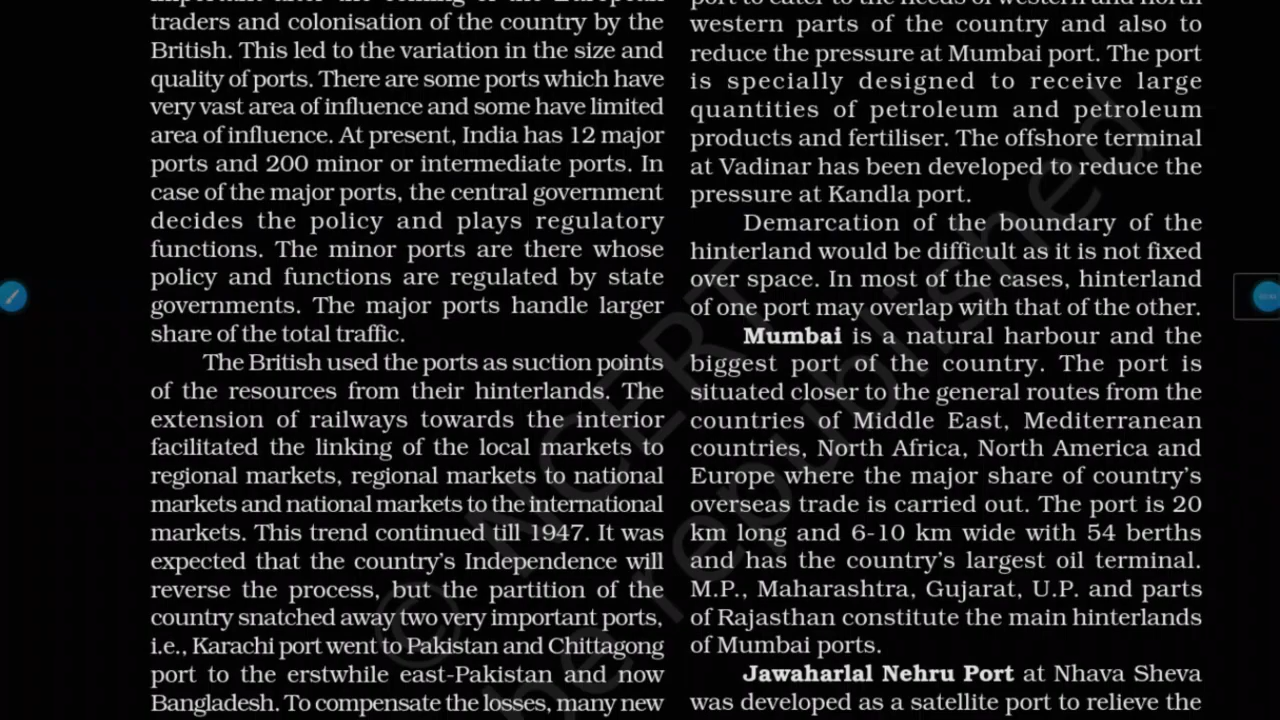 traders and colonisation of the country by the
British. This led to the variation in the size and
quality of ports. There are some ports which have
very vast area of influence and some have limited
area of influence. At present, India has 12 major
ports and 200 minor or intermediate ports. In
case of the major ports, the central government
decides the policy and plays regulatory
functions. The minor ports are there whose
policy and functions are regulated by state
governments. The major ports handle larger
share of the total traffic.
The British used the ports as suction points
of the resources from their hinterlands. The
extension of railways towards the interior
facilitated the linking of the local markets to
regional markets, regional markets to national
markets and national markets to the international
markets. This trend continued till 1947. It was
expected that the country's Independence will
reverse the process, but the partition of the
country snatched away two very important ports,
i.e., Karachi port went to Pakistan and Chittagong
port to the erstwhile east-Pakistan and now
Bangladesh. To compensate the losses, many new
port to cater to the needs of western and north
western parts of the country and also to
reduce the pressure at Mumbai port. The port
is specially designed to receive large
quantities of petroleum and petroleum
products and fertiliser. The offshore terminal
at Vadinar has been developed to reduce the
pressure at Kandla port.
Demarcation of the boundary of the
hinterland would be difficult as it is not fixed
over space. In most of the cases, hinterland
of one port may overlap with that of the other.
Mumbai is a natural harbour and the
biggest port of the country. The port is
situated closer to the general routes from the
countries of Middle East, Mediterranean
countries, North Africa, North America and
Europe where the major share of country's
overseas trade is carried out. The port is 20
km long and 6-10 km wide with 54 berths
and has the country's largest oil terminal.
M.P., Maharashtra, Gujarat, U.P. and parts
of Rajasthan constitute the main hinterlands
of Mumbai ports.
Jawaharlal Nehru Port at Nhava Sheva
was developed as a satellite port to relieve the
© NCERT
be republished